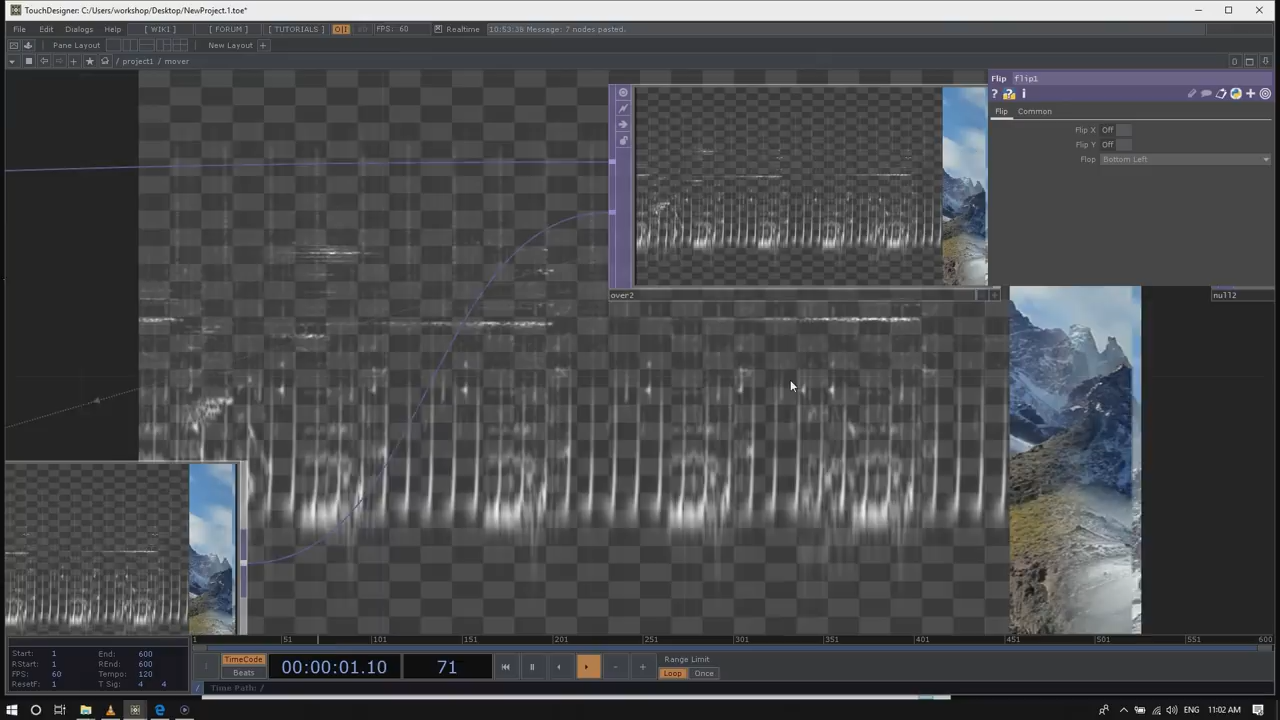 TouchDesigner: C:/Users/workshop/Desktop/NewProject.1.toe*
File Edit Dialogs Help [ WIKI ] [ FORUM ] [ TUTORIALS ] OII FPS: 60 Realtime 10:53:38 Message: 7 nodes pasted.
Pane Layout New Layout +
/ project1 / mover
Flip flip1
Flip Common
Flip X Off
Flip Y Off
Flop Bottom Left
over2
null2
1 51 101 151 201 251 301 351 401 451 501 551 600
Start: 1 End: 600
RStart: 1 REnd: 600
FPS: 60 Tempo: 120
ResetF: 1 T Sig: 4 4
TimeCode
Beats
00:00:01.10 71
Range Limit
Loop Once
/ Time Path: /
ENG 11:02 AM